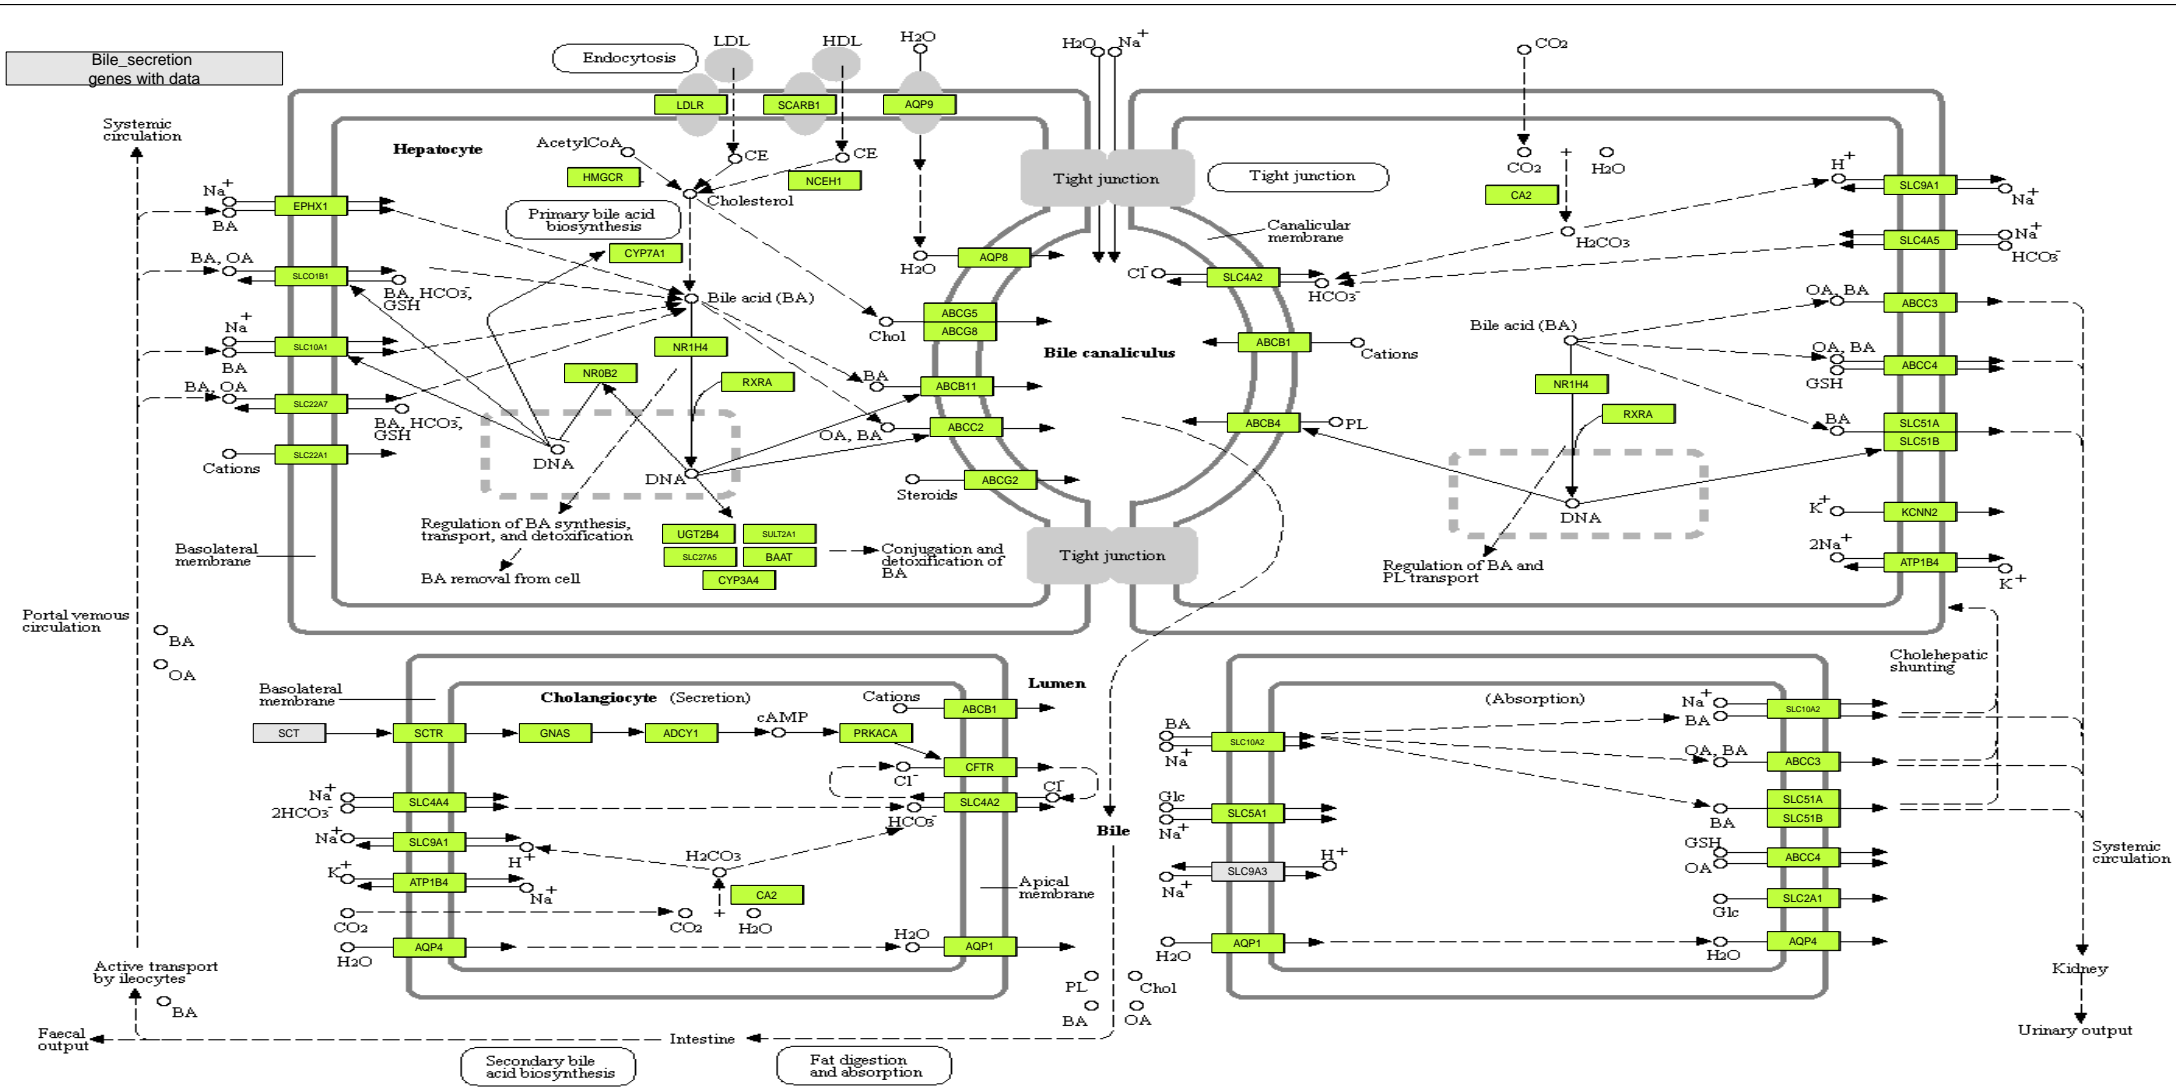 Bile_secretion
genes with data
Endocytosis
LDL
HDL
H2O
H2O
Na+
CO2
LDLR
SCARB1
AQP9
Systemic
circulation
Hepatocyte
AcetylCoA
CE
CE
HMGCR
NCEH1
Cholesterol
Tight junction
Tight junction
CO2
+
H2O
CA2
H2CO3
H+
SLC9A1
Na+
Na+
EPHX1
BA
Primary bile acid
biosynthesis
CYP7A1
H2O
AQP8
Canalicular
membrane
SLC4A5
Na+
HCO3-
BA, OA
SLCO1B1
BA, HCO3-,
GSH
Bile acid (BA)
Cl-
SLC4A2
HCO3-
OA, BA
ABCC3
Chol
ABCG5
ABCG8
Na+
SLC10A1
BA
NR1H4
Bile canaliculus
ABCB1
Cations
Bile acid (BA)
OA, BA
ABCC4
GSH
NR0B2
RXRA
BA
ABCB11
NR1H4
RXRA
BA, OA
SLC22A7
BA, HCO3-,
GSH
OA, BA
ABCC2
ABCB4
PL
BA
SLC51A
SLC51B
Cations
SLC22A1
DNA
DNA
Steroids
ABCG2
DNA
K+
KCNN2
Regulation of BA synthesis,
transport, and detoxification
BA removal from cell
UGT2B4
SULT2A1
SLC27A5
BAAT
CYP3A4
Conjugation and
detoxification of
BA
Tight junction
Regulation of BA and
PL transport
2Na+
ATP1B4
K+
Basolateral
membrane
Portal venous
circulation
BA
OA
Cholehepatic
shunting
Basolateral
membrane
Cholangiocyte (Secretion)
Cations
ABCB1
Lumen
(Absorption)
SCT
SCTR
GNAS
ADCY1
cAMP
PRKACA
CFTR
Cl-
Na+
2HCO3-
SLC4A4
SLC4A2
Cl-
HCO3-
Na+
SLC9A1
H+
H2CO3
K+
ATP1B4
Na+
CA2
CO2
CO2
+
H2O
H2O
AQP4
H2O
AQP1
Apical
membrane
Bile
BA
Na+
SLC10A2
Na+
BA
SLC10A2
OA, BA
ABCC3
Glc
Na+
SLC5A1
BA
SLC51A
SLC51B
SLC9A3
H+
Na+
GSH
OA
ABCC4
Glc
SLC2A1
H2O
AQP1
H2O
AQP4
Systemic
circulation
Kidney
Urinary output
Active transport
by ileocytes
BA
PL
Chol
BA
OA
Faecal
output
Intestine
Secondary bile
acid biosynthesis
Fat digestion
and absorption